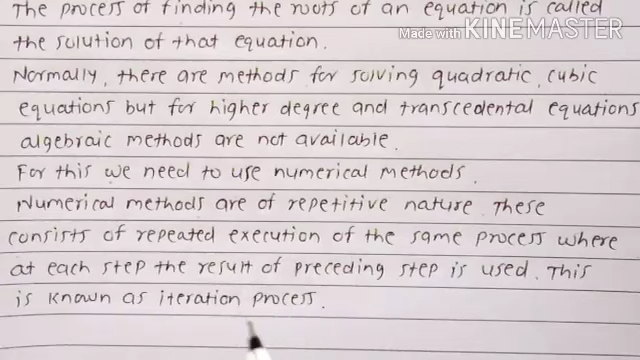 The process of finding the roots of an equation is called
Made with KINEMASTER
the solution of that equation.
Normally, there are methods for solving quadratic, cubic
equations but for higher degree and transcedental equations
algebraic methods are not available.
For this we need to use numerical methods.
Numerical methods are of repetitive nature. These
consists of repeated execution of the same process where
at each step the result of preceding step is used. This
is known as iteration process.